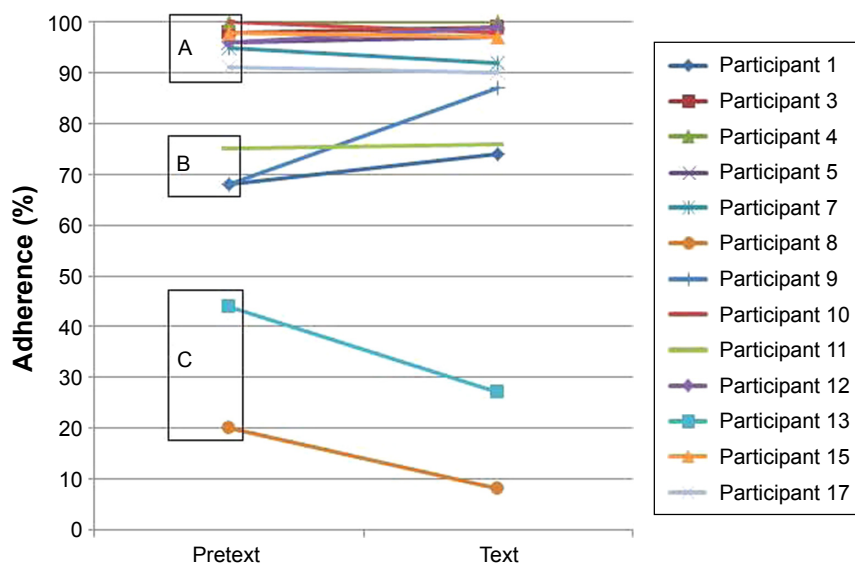 Adherence (%)
100
90
80
70
60
50
40
30
20
10
0
A
B
C
Pretext
Text
Participant 1
Participant 3
Participant 4
Participant 5
Participant 7
Participant 8
Participant 9
Participant 10
Participant 11
Participant 12
Participant 13
Participant 15
Participant 17